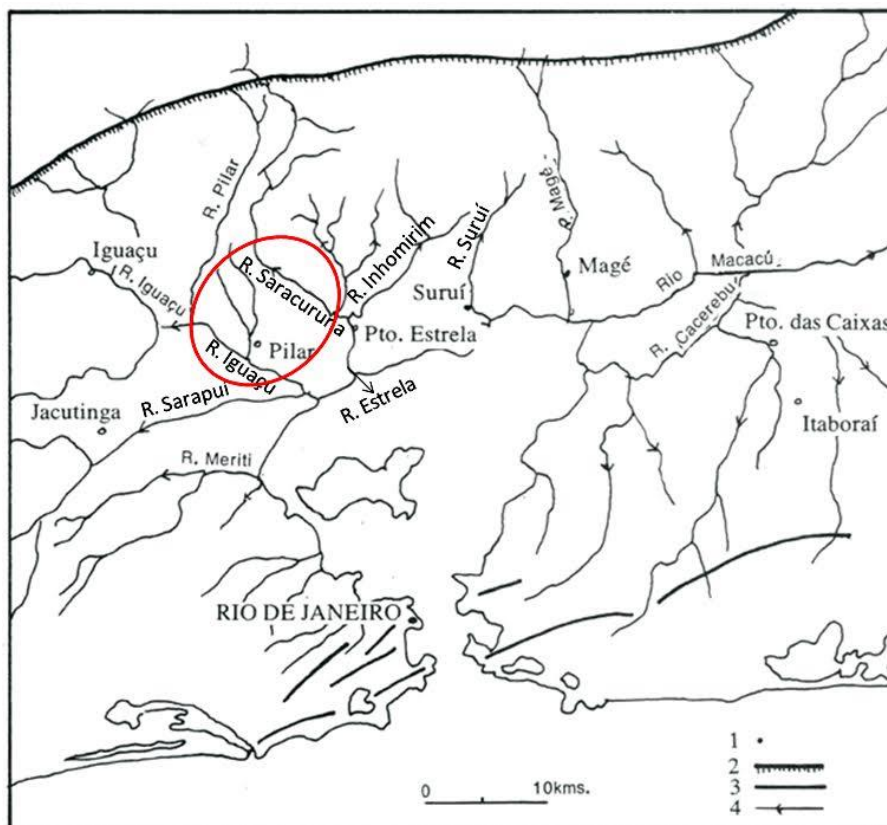 R. Pilar
R. Magé
Iguaçu
R. Iguaçu
R. Saracuruna
R. Inhomirim
R. Suruí
Suruí
Magé
Rio
Macacú
R. Cacerebu
Pto. das Caixas
Pto. Estrela
Pilar
R. Iguaçu
R. Estrela
Jacutinga
R. Sarapuí
Itaboraí
R. Meriti
RIO DE JANEIRO
0 10kms.
1
2
3
4